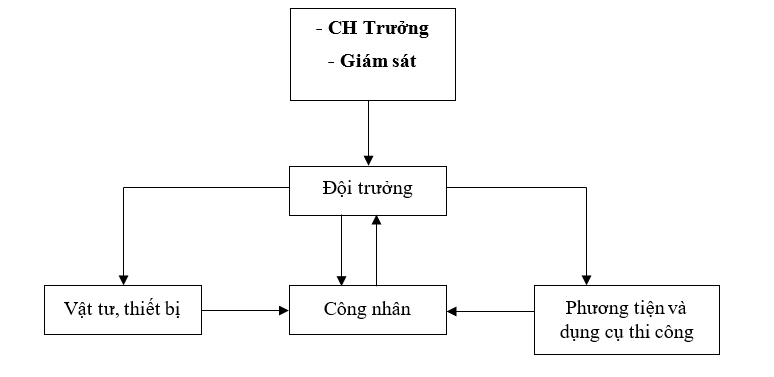 - CH Trưởng
- Giám sát
Đội trưởng
Vật tư, thiết bị
Công nhân
Phương tiện và
dụng cụ thi công